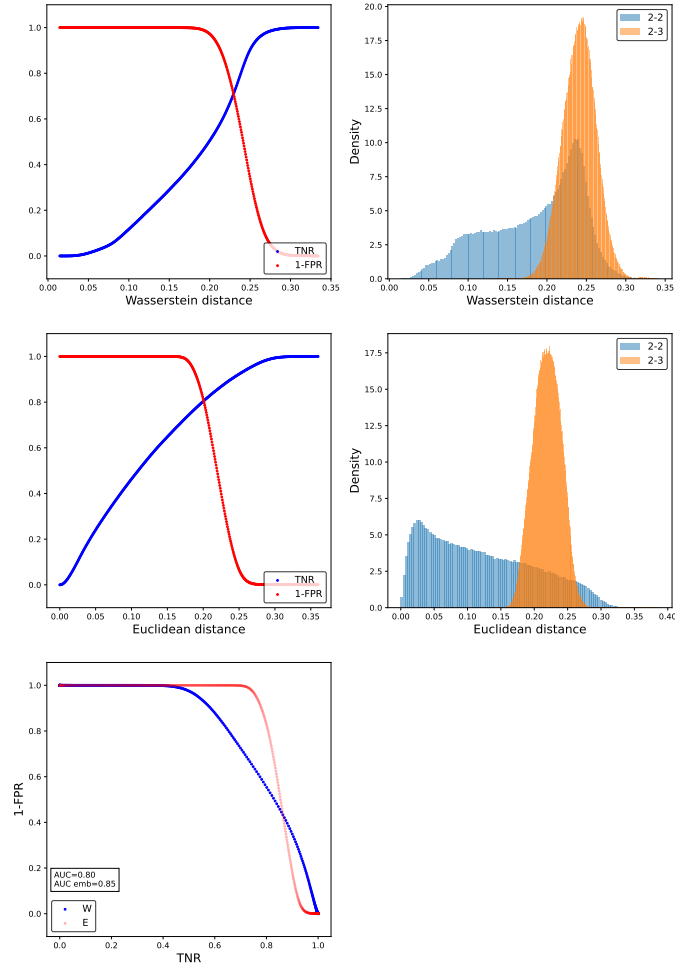 1.0
0.8
0.6
0.4
0.2
0.0
TNR
1-FPR
0.00 0.05 0.10 0.15 0.20 0.25 0.30 0.35
Wasserstein distance
20.0
17.5
15.0
12.5
10.0
7.5
5.0
2.5
0.0
Density
2-2
2-3
0.00 0.05 0.10 0.15 0.20 0.25 0.30 0.35
Wasserstein distance
1.0
0.8
0.6
0.4
0.2
0.0
TNR
1-FPR
0.00 0.05 0.10 0.15 0.20 0.25 0.30 0.35
Euclidean distance
17.5
15.0
12.5
10.0
7.5
5.0
2.5
0.0
Density
2-2
2-3
0.00 0.05 0.10 0.15 0.20 0.25 0.30 0.35 0.40
Euclidean distance
1.0
0.8
0.6
0.4
0.2
0.0
1-FPR
AUC=0.80
AUC emb=0.85
W
E
0.0 0.2 0.4 0.6 0.8 1.0
TNR